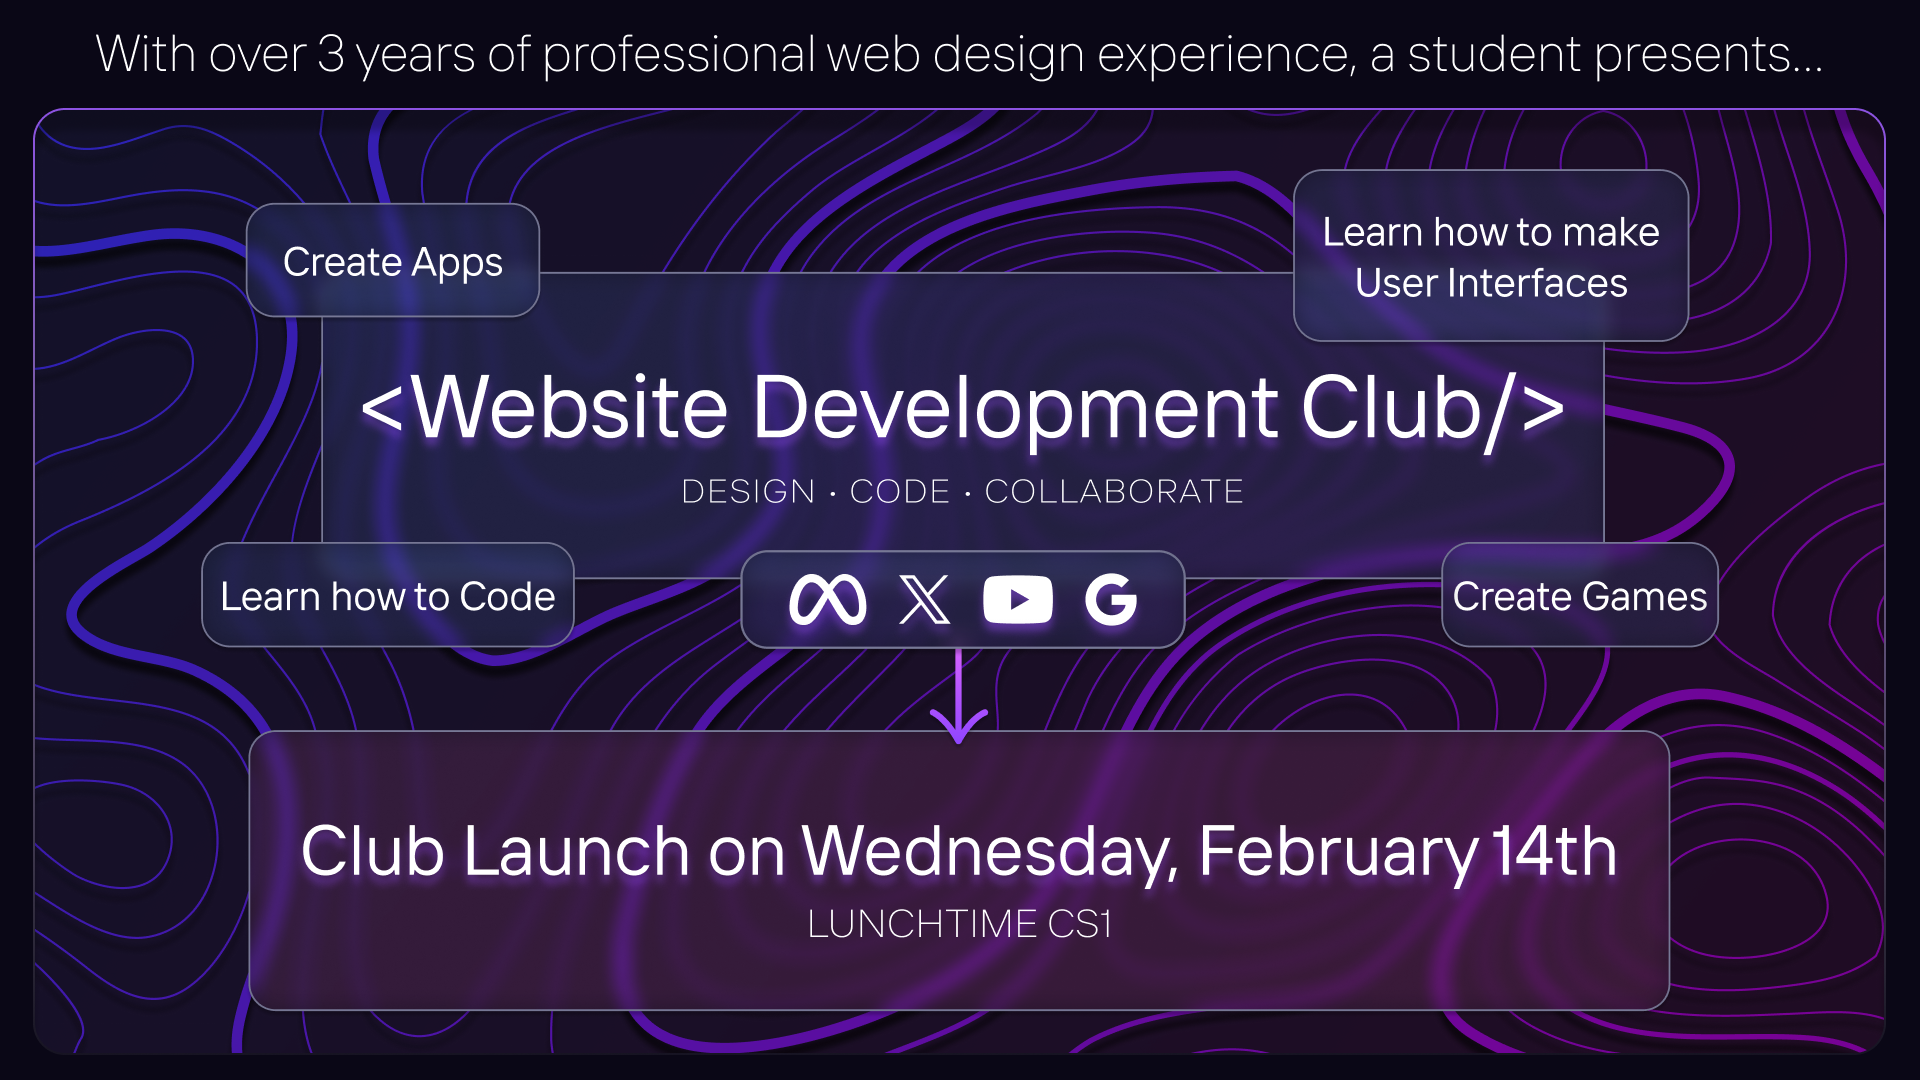 With over 3 years of professional web design experience, a student presents...
Create Apps
Learn how to make
User Interfaces
<Website Development Club/>
DESIGN · CODE · COLLABORATE
Learn how to Code
Create Games
Club Launch on Wednesday, February 14th
LUNCHTIME CS1